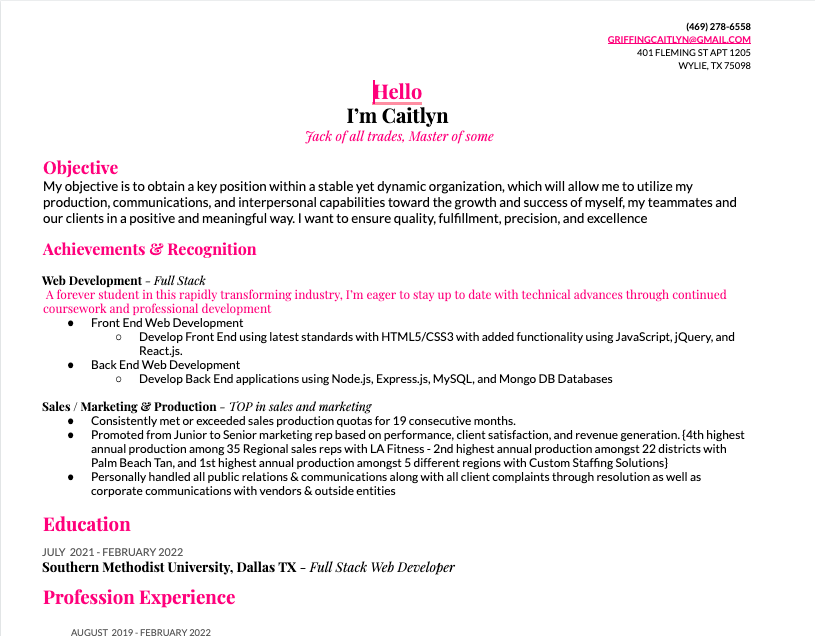 (469) 278-6558
GRIFFINGCAITLYN@GMAIL.COM
401 FLEMING ST APT 1205
WYLIE, TX 75098
Hello
I'm Caitlyn
Jack of all trades, Master of some
Objective
My objective is to obtain a key position within a stable yet dynamic organization, which will allow me to utilize my
production, communications, and interpersonal capabilities toward the growth and success of myself, my teammates and
our clients in a positive and meaningful way. I want to ensure quality, fulfillment, precision, and excellence
Achievements & Recognition
Web Development – Full Stack
A forever student in this rapidly transforming industry, I'm eager to stay up to date with technical advances through continued
coursework and professional development
● Front End Web Development
○ Develop Front End using latest standards with HTML5/CSS3 with added functionality using JavaScript, jQuery, and
React.js.
● Back End Web Development
○ Develop Back End applications using Node.js, Express.js, MySQL, and Mongo DB Databases
Sales / Marketing & Production – TOP in sales and marketing
● Consistently met or exceeded sales production quotas for 19 consecutive months.
● Promoted from Junior to Senior marketing rep based on performance, client satisfaction, and revenue generation. {4th highest
annual production among 35 Regional sales reps with LA Fitness - 2nd highest annual production amongst 22 districts with
Palm Beach Tan, and 1st highest annual production amongst 5 different regions with Custom Staffing Solutions}
● Personally handled all public relations & communications along with all client complaints through resolution as well as
corporate communications with vendors & outside entities
Education
JULY 2021 - FEBRUARY 2022
Southern Methodist University, Dallas TX – Full Stack Web Developer
Profession Experience
AUGUST 2019 - FEBRUARY 2022